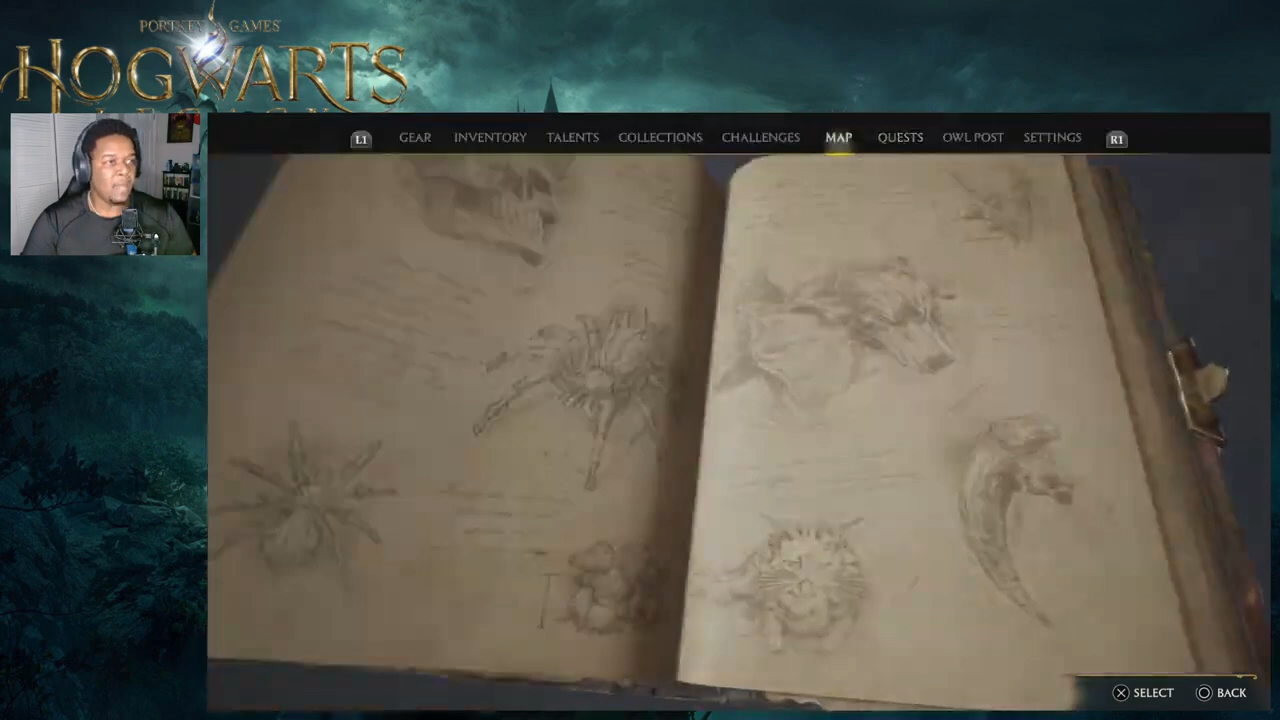 PORTKEY GAMES
HOGWARTS
L1 GEAR INVENTORY TALENTS COLLECTIONS CHALLENGES MAP QUESTS OWL POST SETTINGS R1
SELECT BACK